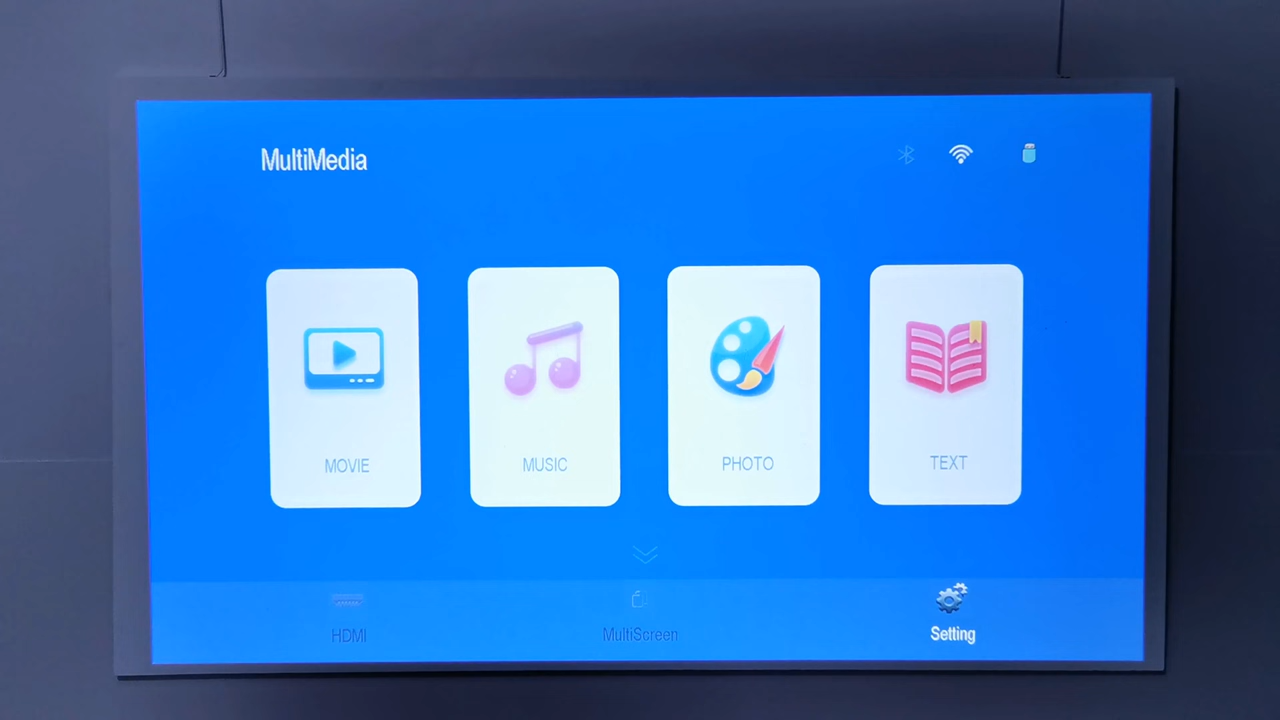 MultiMedia
MOVIE
MUSIC
PHOTO
TEXT
HDMI
MultiScreen
Setting